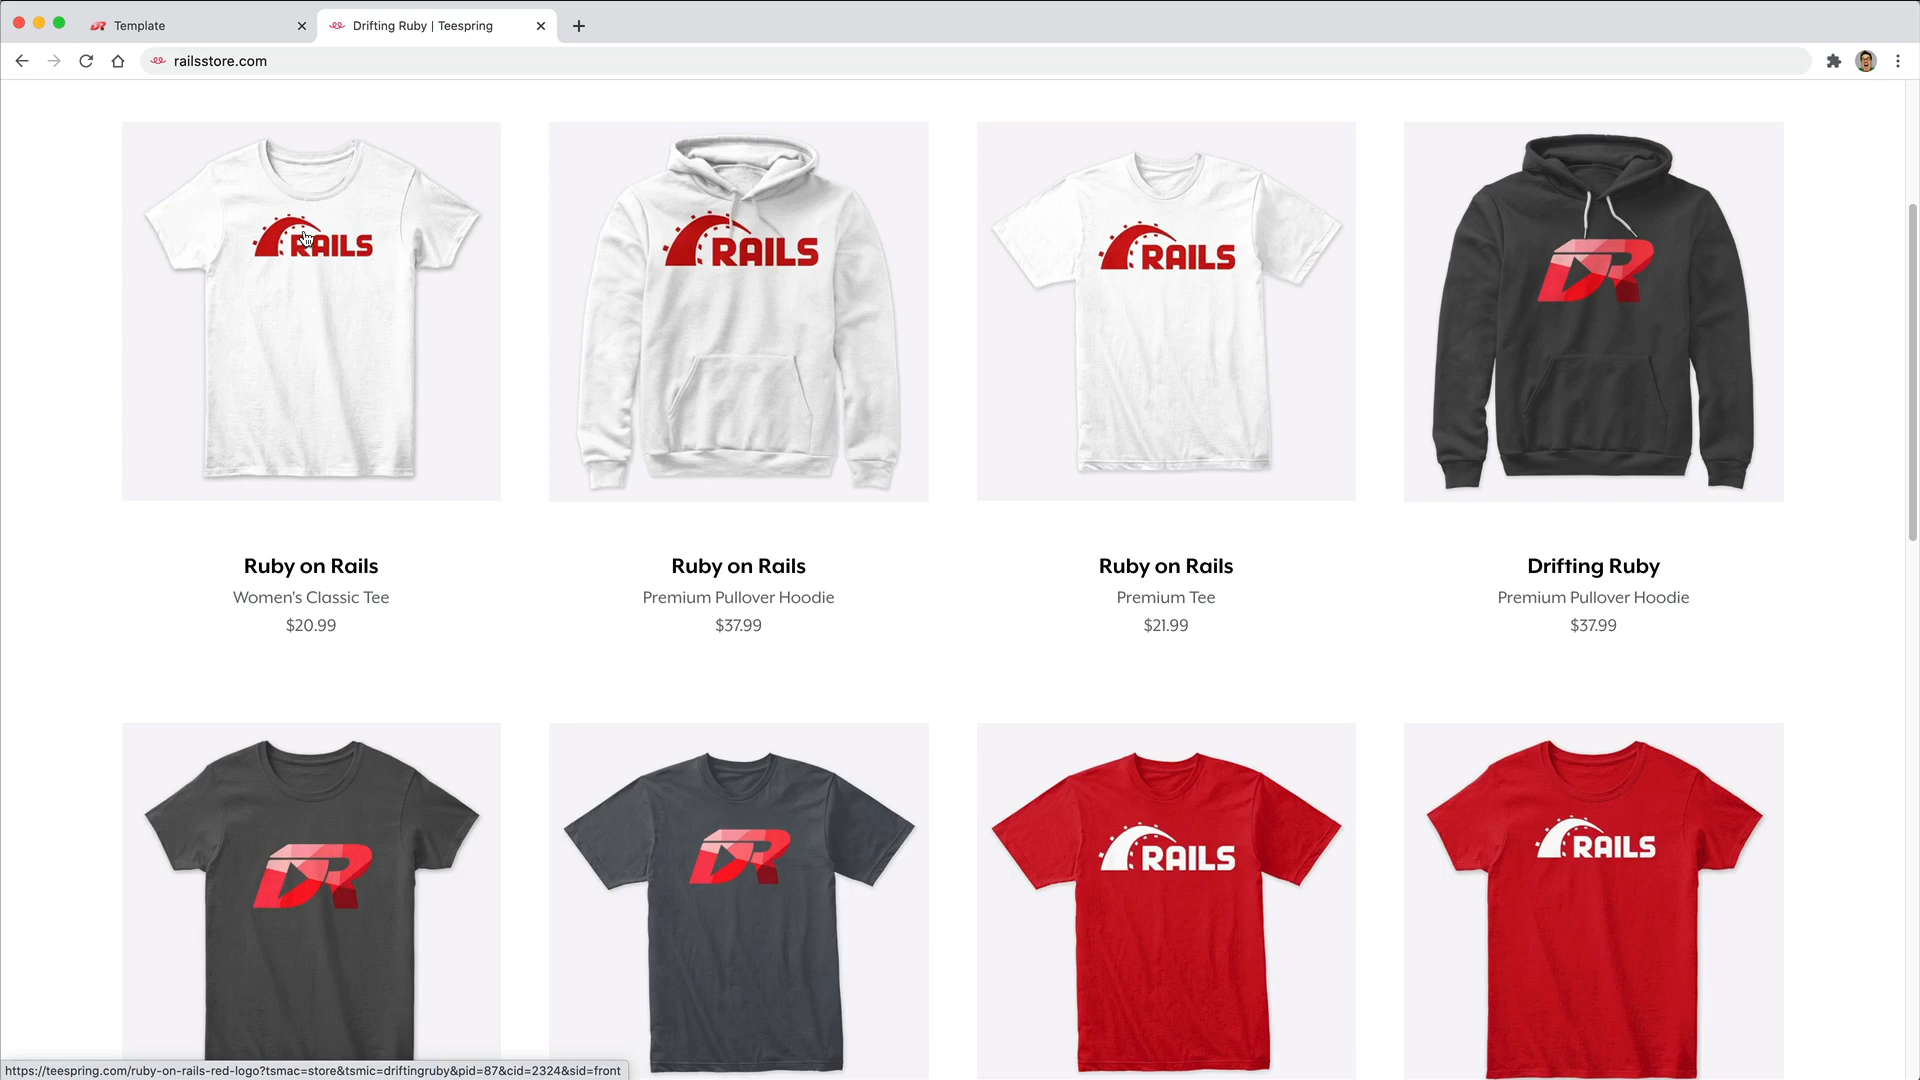 Template
Drifting Ruby | Teespring
railsstore.com
RAILS
RAILS
RAILS
DR
Ruby on Rails
Women's Classic Tee
$20.99
Ruby on Rails
Premium Pullover Hoodie
$37.99
Ruby on Rails
Premium Tee
$21.99
Drifting Ruby
Premium Pullover Hoodie
$37.99
DR
DR
RAILS
RAILS
https://teespring.com/ruby-on-rails-red-logo?tsmac=store&tsmic=driftingruby&pid=87&cid=2324&sid=front